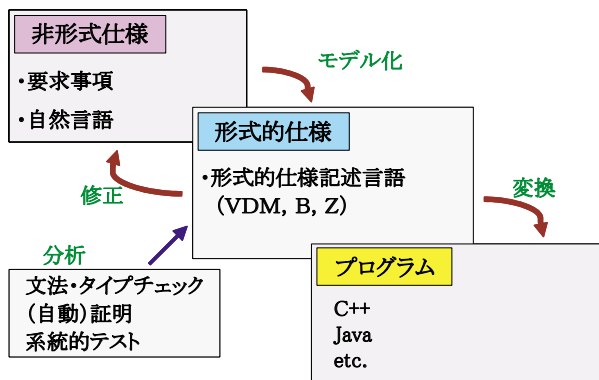 非形式仕様
・要求事項
・自然言語
モデル化
形式的仕様
・形式的仕様記述言語
(VDM, B, Z)
修正
変換
分析
文法・タイプチェック
(自動)証明
系統的テスト
プログラム
C++
Java
etc.